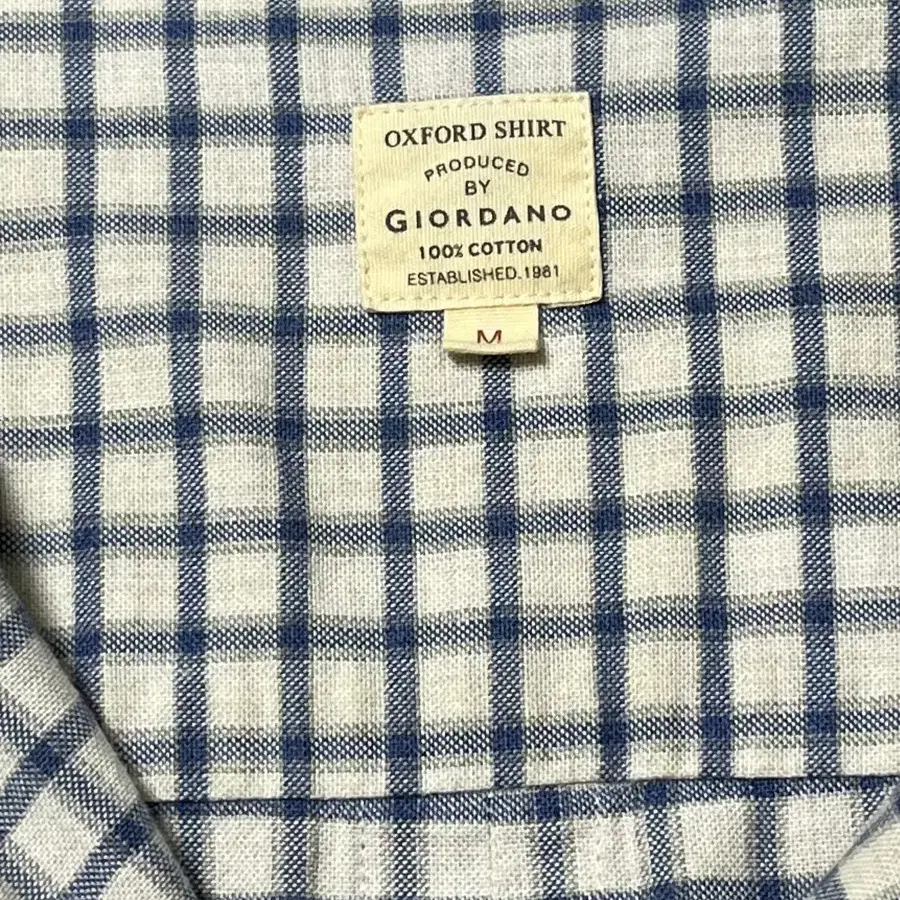 OXFORD SHIRT
PRODUCED
BY
GIORDANO
100% COTTON
ESTABLISHED.1981
M